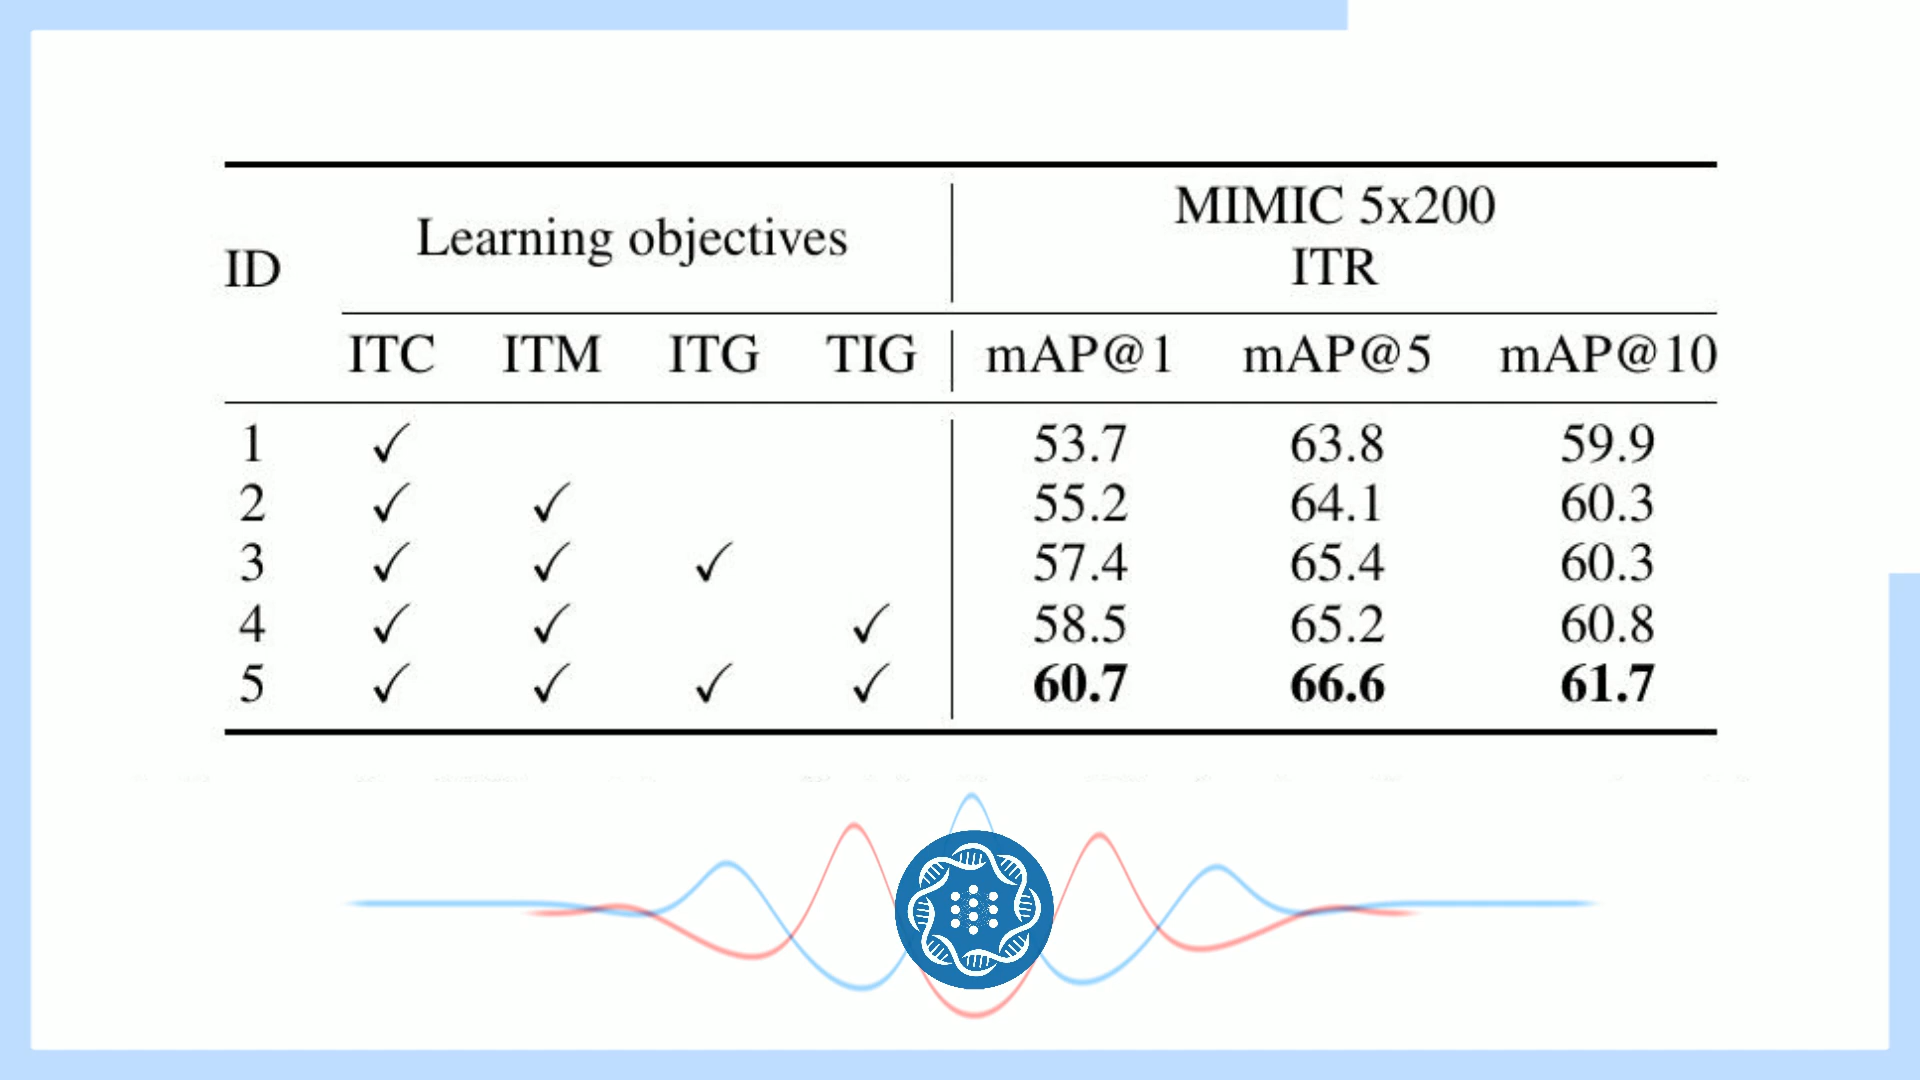 MIMIC 5x200
Learning objectives
ITR
ID
ITC ITM ITG TIG mAP@1 mAP@5 mAP@10
1 ✓ 53.7 63.8 59.9
2 ✓ ✓ 55.2 64.1 60.3
3 ✓ ✓ ✓ 57.4 65.4 60.3
4 ✓ ✓ ✓ 58.5 65.2 60.8
5 ✓ ✓ ✓ ✓ 60.7 66.6 61.7